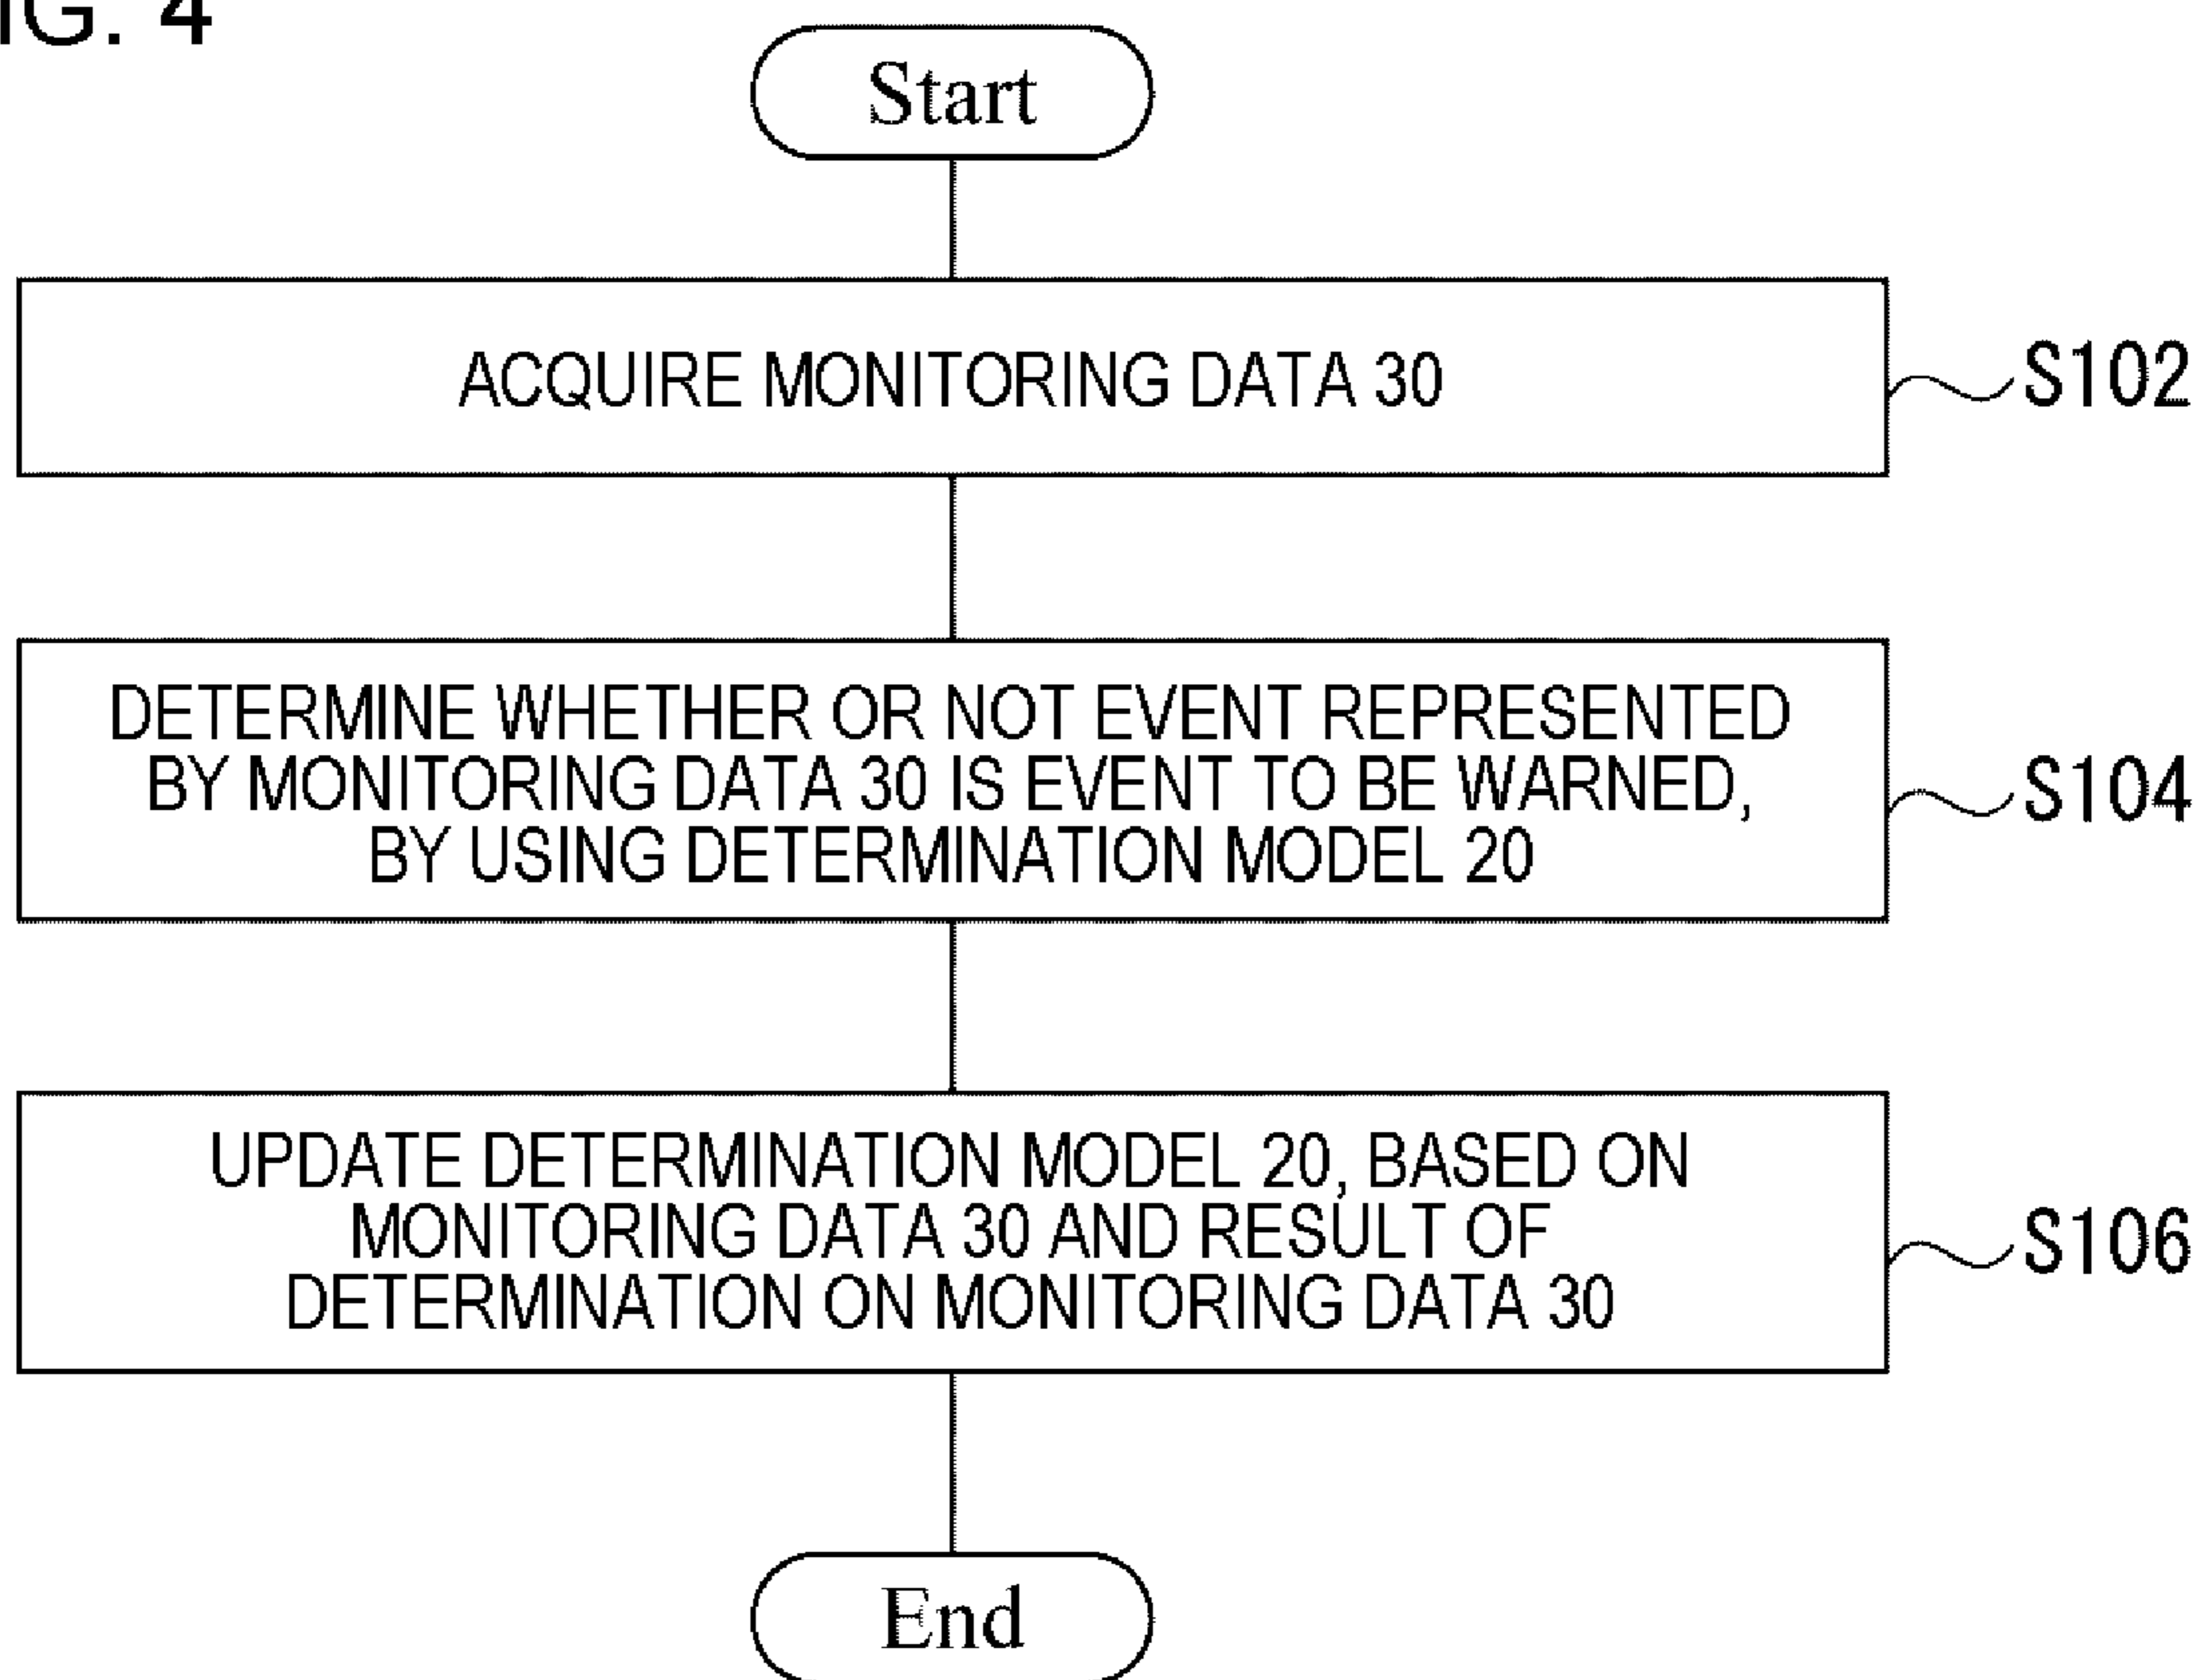 IG. 4
Start
ACQUIRE MONITORING DATA 30
S102
DETERMINE WHETHER OR NOT EVENT REPRESENTED
BY MONITORING DATA 30 IS EVENT TO BE WARNED,
BY USING DETERMINATION MODEL 20
S104
UPDATE DETERMINATION MODEL 20, BASED ON
MONITORING DATA 30 AND RESULT OF
DETERMINATION ON MONITORING DATA 30
S106
End